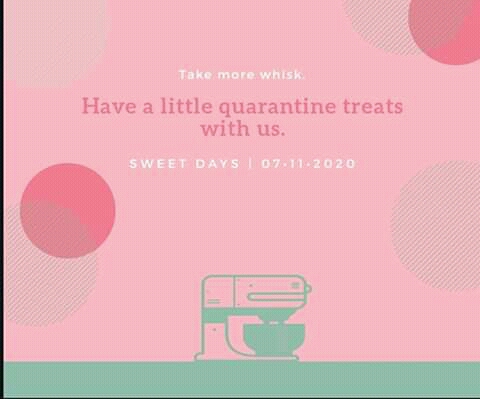 Take more whisk.
Have a little quarantine treats
with us.
SWEET DAYS | 07•11•2020